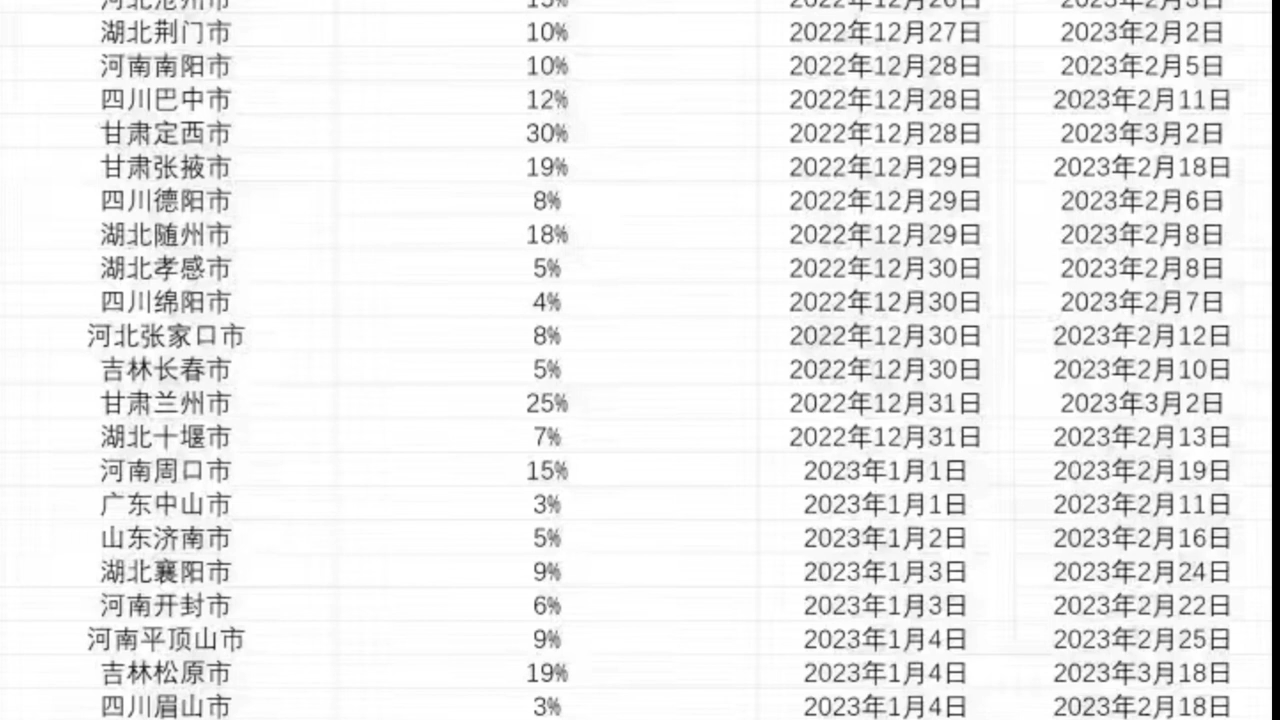 河北沧州市 15% 2022年12月26日 2023年2月3日
湖北荆门市 10% 2022年12月27日 2023年2月2日
河南南阳市 10% 2022年12月28日 2023年2月5日
四川巴中市 12% 2022年12月28日 2023年2月11日
甘肃定西市 30% 2022年12月28日 2023年3月2日
甘肃张掖市 19% 2022年12月29日 2023年2月18日
四川德阳市 8% 2022年12月29日 2023年2月6日
湖北随州市 18% 2022年12月29日 2023年2月8日
湖北孝感市 5% 2022年12月30日 2023年2月8日
四川绵阳市 4% 2022年12月30日 2023年2月7日
河北张家口市 8% 2022年12月30日 2023年2月12日
吉林长春市 5% 2022年12月30日 2023年2月10日
甘肃兰州市 25% 2022年12月31日 2023年3月2日
湖北十堰市 7% 2022年12月31日 2023年2月13日
河南周口市 15% 2023年1月1日 2023年2月19日
广东中山市 3% 2023年1月1日 2023年2月11日
山东济南市 5% 2023年1月2日 2023年2月16日
湖北襄阳市 9% 2023年1月3日 2023年2月24日
河南开封市 6% 2023年1月3日 2023年2月22日
河南平顶山市 9% 2023年1月4日 2023年2月25日
吉林松原市 19% 2023年1月4日 2023年3月18日
四川眉山市 3% 2023年1月4日 2023年2月18日